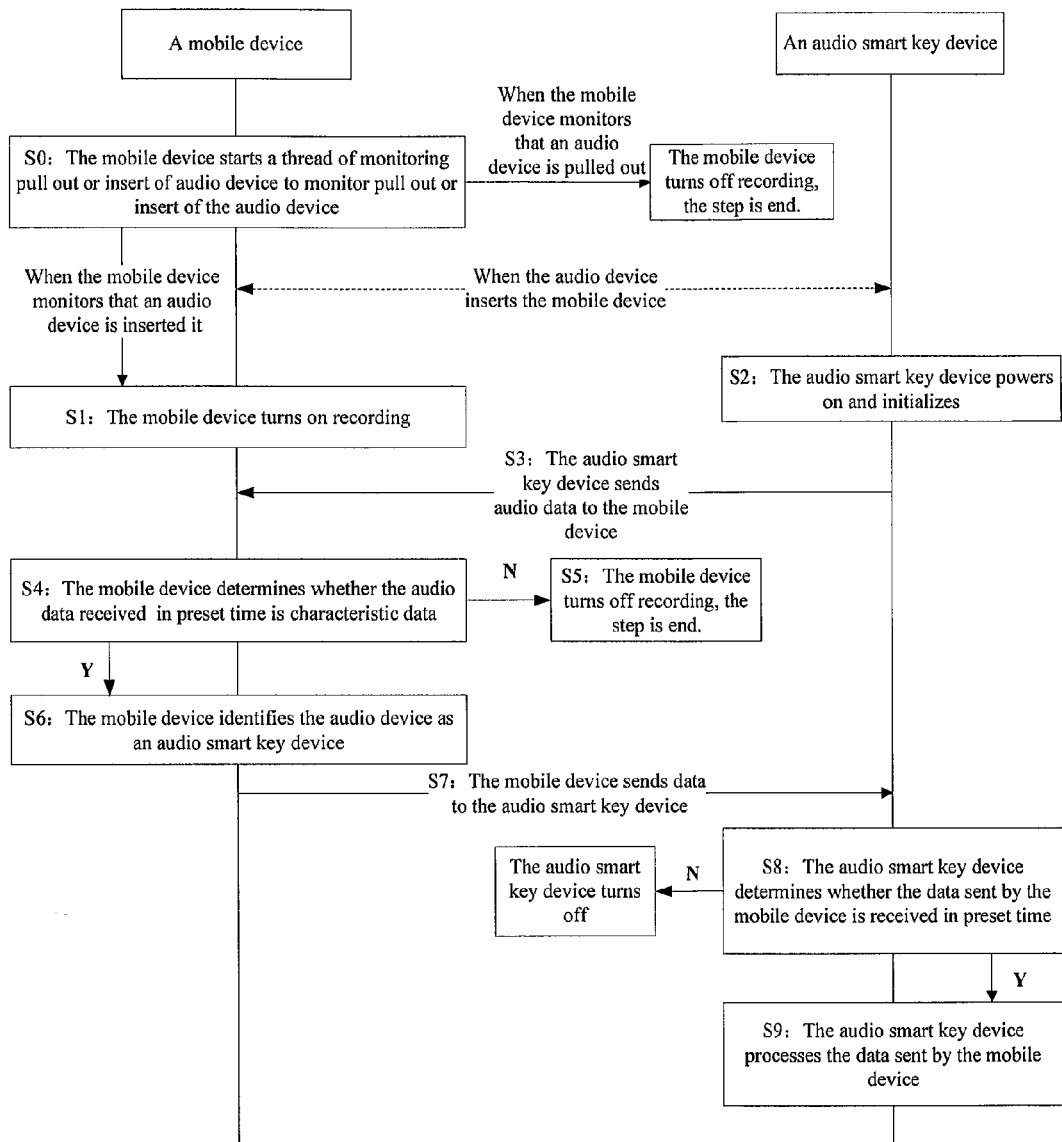 A mobile device
An audio smart key device
When the mobile
device monitors
that an audio
device is pulled out
S0: The mobile device starts a thread of monitoring
pull out or insert of audio device to monitor pull out or
insert of the audio device
The mobile device
turns off recording,
the step is end.
When the mobile device
monitors that an audio
device is inserted it
When the audio device
inserts the mobile device
S2: The audio smart key device powers
on and initializes
S1: The mobile device turns on recording
S3: The audio smart
key device sends
audio data to the mobile
device
S4: The mobile device determines whether the audio
data received in preset time is characteristic data
N
S5: The mobile device
turns off recording, the
step is end.
Y
S6: The mobile device identifies the audio device as
an audio smart key device
S7: The mobile device sends data
to the audio smart key device
The audio smart
key device turns
off
N
S8: The audio smart key device
determines whether the data sent by the
mobile device is received in preset time
Y
S9: The audio smart key device
processes the data sent by the mobile
device